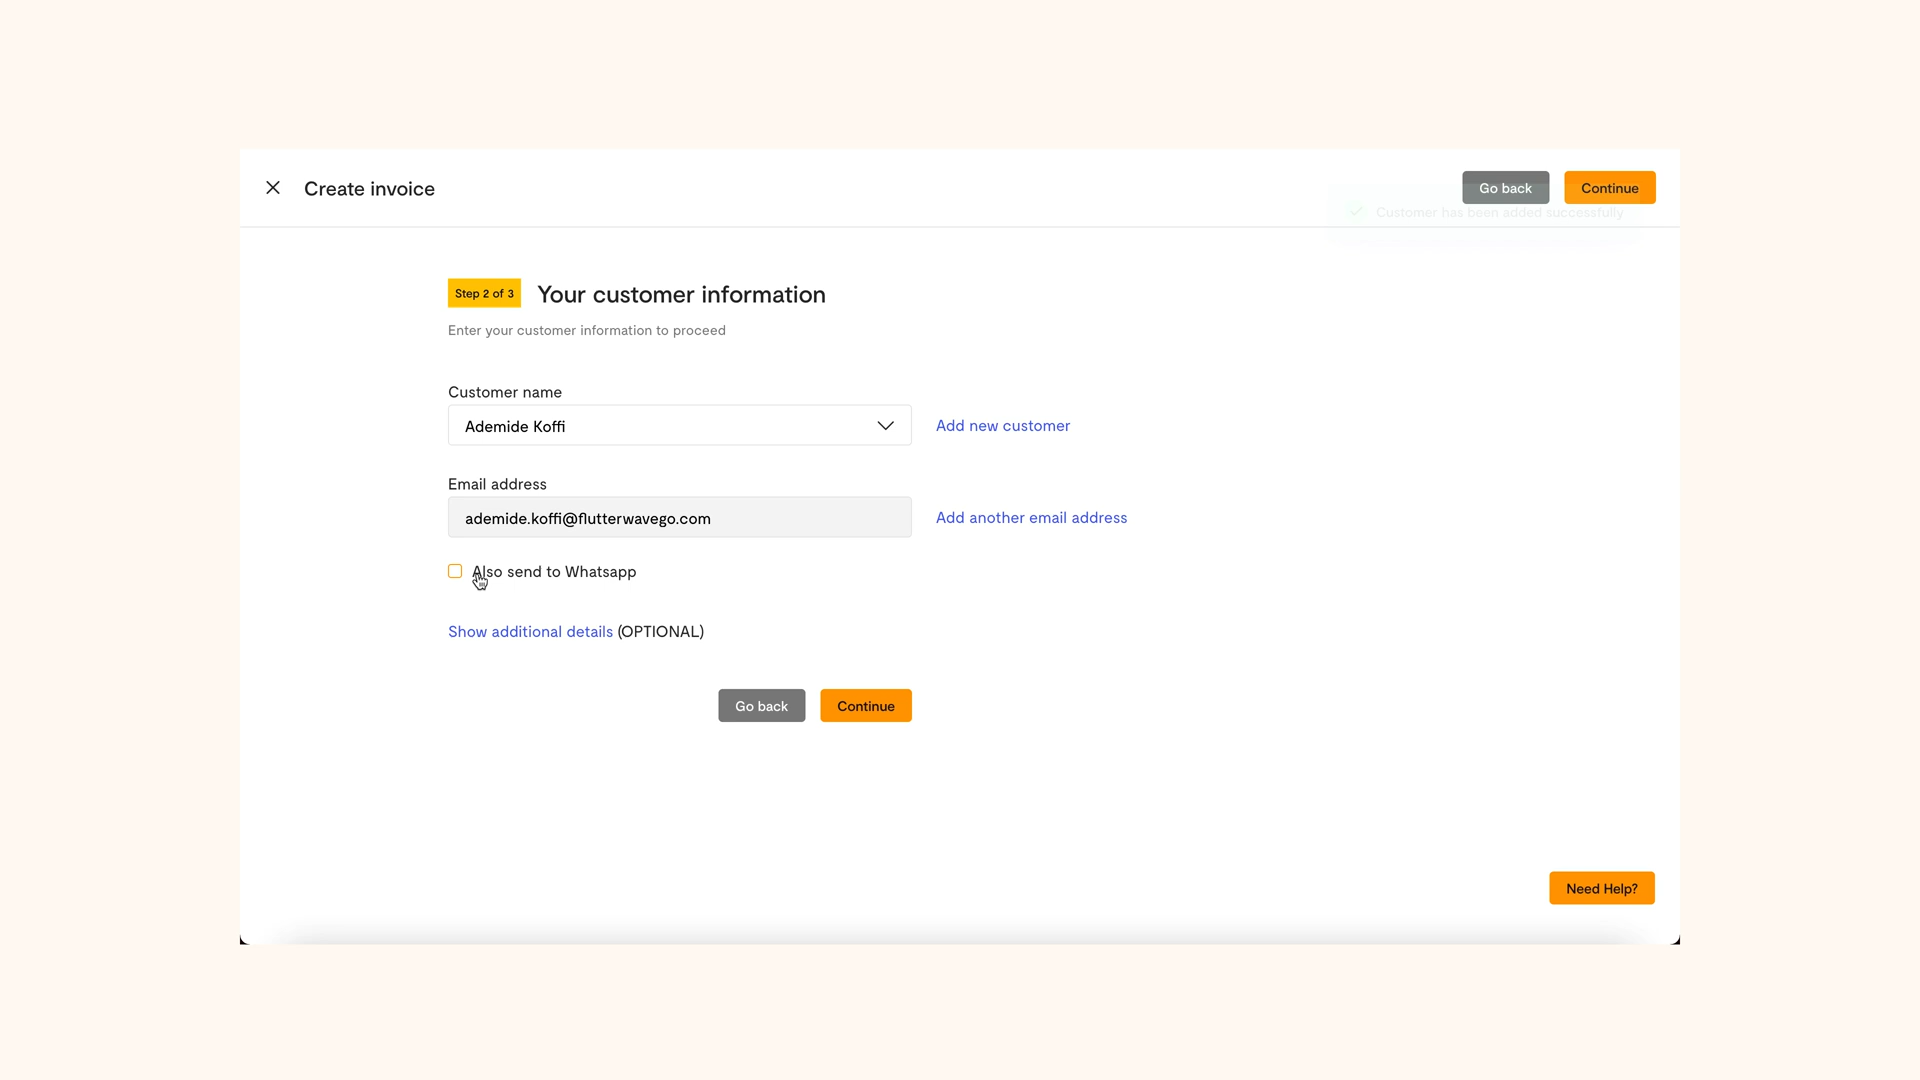 Create invoice
Go back
Continue
Customer has been added successfully
Step 2 of 3
Your customer information
Enter your customer information to proceed
Customer name
Ademide Koffi
Add new customer
Email address
ademide.koffi@flutterwavego.com
Add another email address
Also send to Whatsapp
Show additional details (OPTIONAL)
Go back
Continue
Need Help?